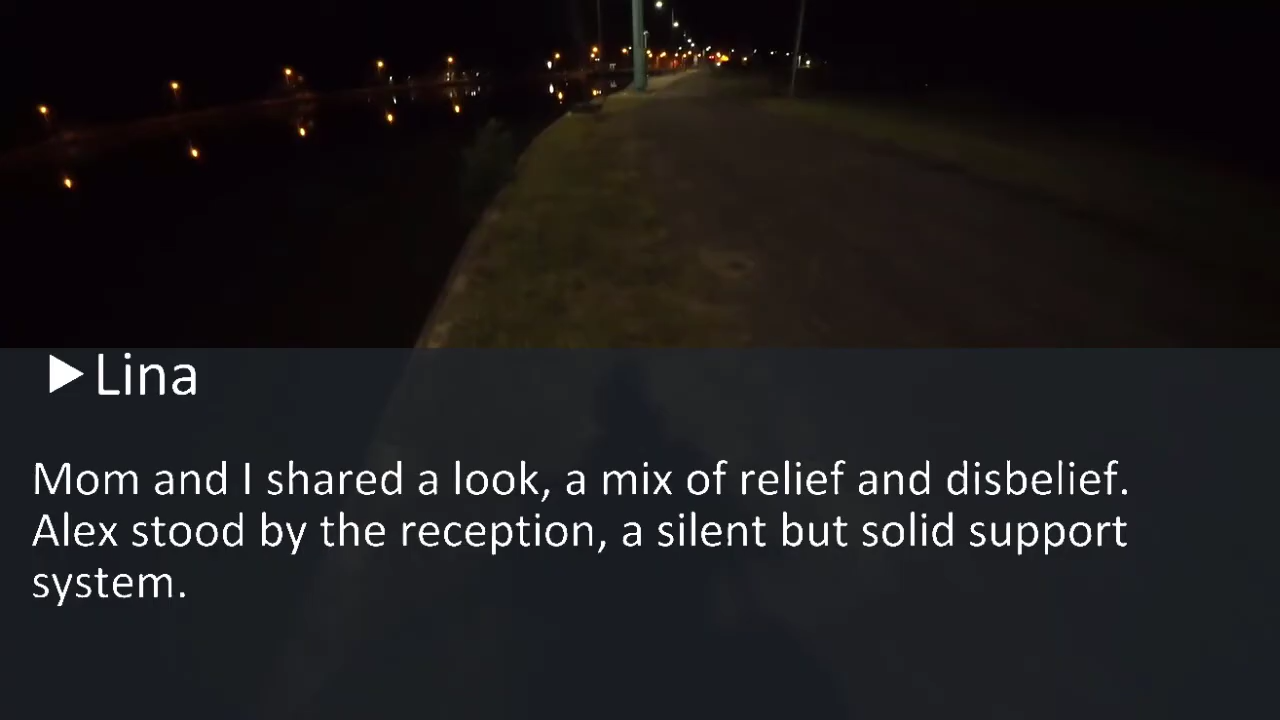 Lina
Mom and I shared a look, a mix of relief and disbelief.
Alex stood by the reception, a silent but solid support
system.